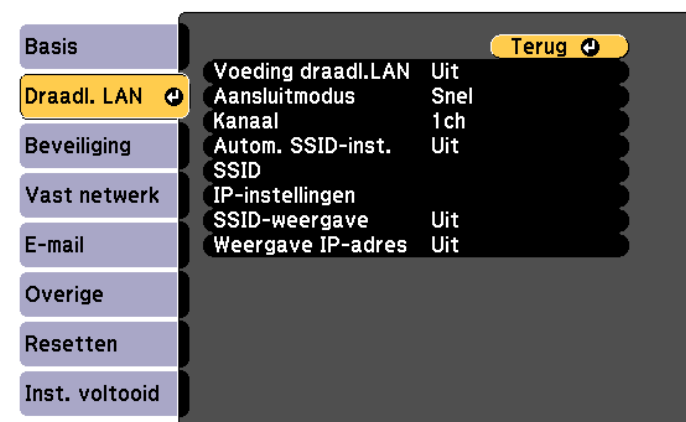 Basis
Draadl. LAN
Beveiliging
Vast netwerk
E-mail
Overige
Resetten
Inst. voltooid
Terug
Voeding draadl.LAN Uit
Aansluitmodus Snel
Kanaal 1ch
Autom. SSID-inst. Uit
SSID
IP-instellingen
SSID-weergave Uit
Weergave IP-adres Uit